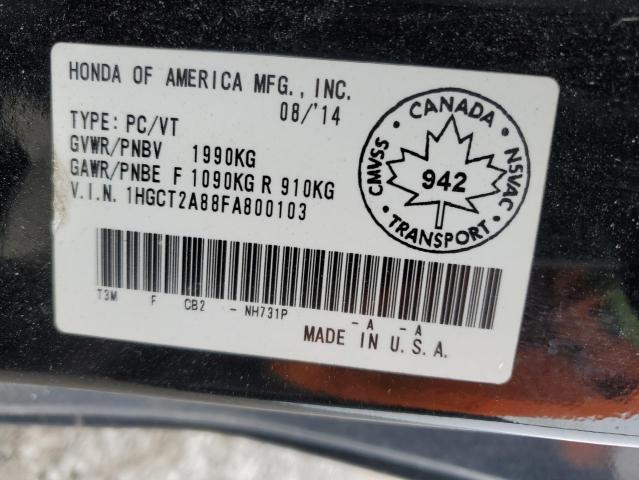 HONDA OF AMERICA MFG., INC.
08/'14
TYPE: PC/VT
GVWR/PNBV 1990KG
GAWR/PNBE F 1090KG R 910KG
V.I.N. 1HGCT2A88FA800103
CANADA
CMVSS
NSVAC
942
TRANSPORT
T3M F CB2 - NH731P -A -A
MADE IN U.S.A.